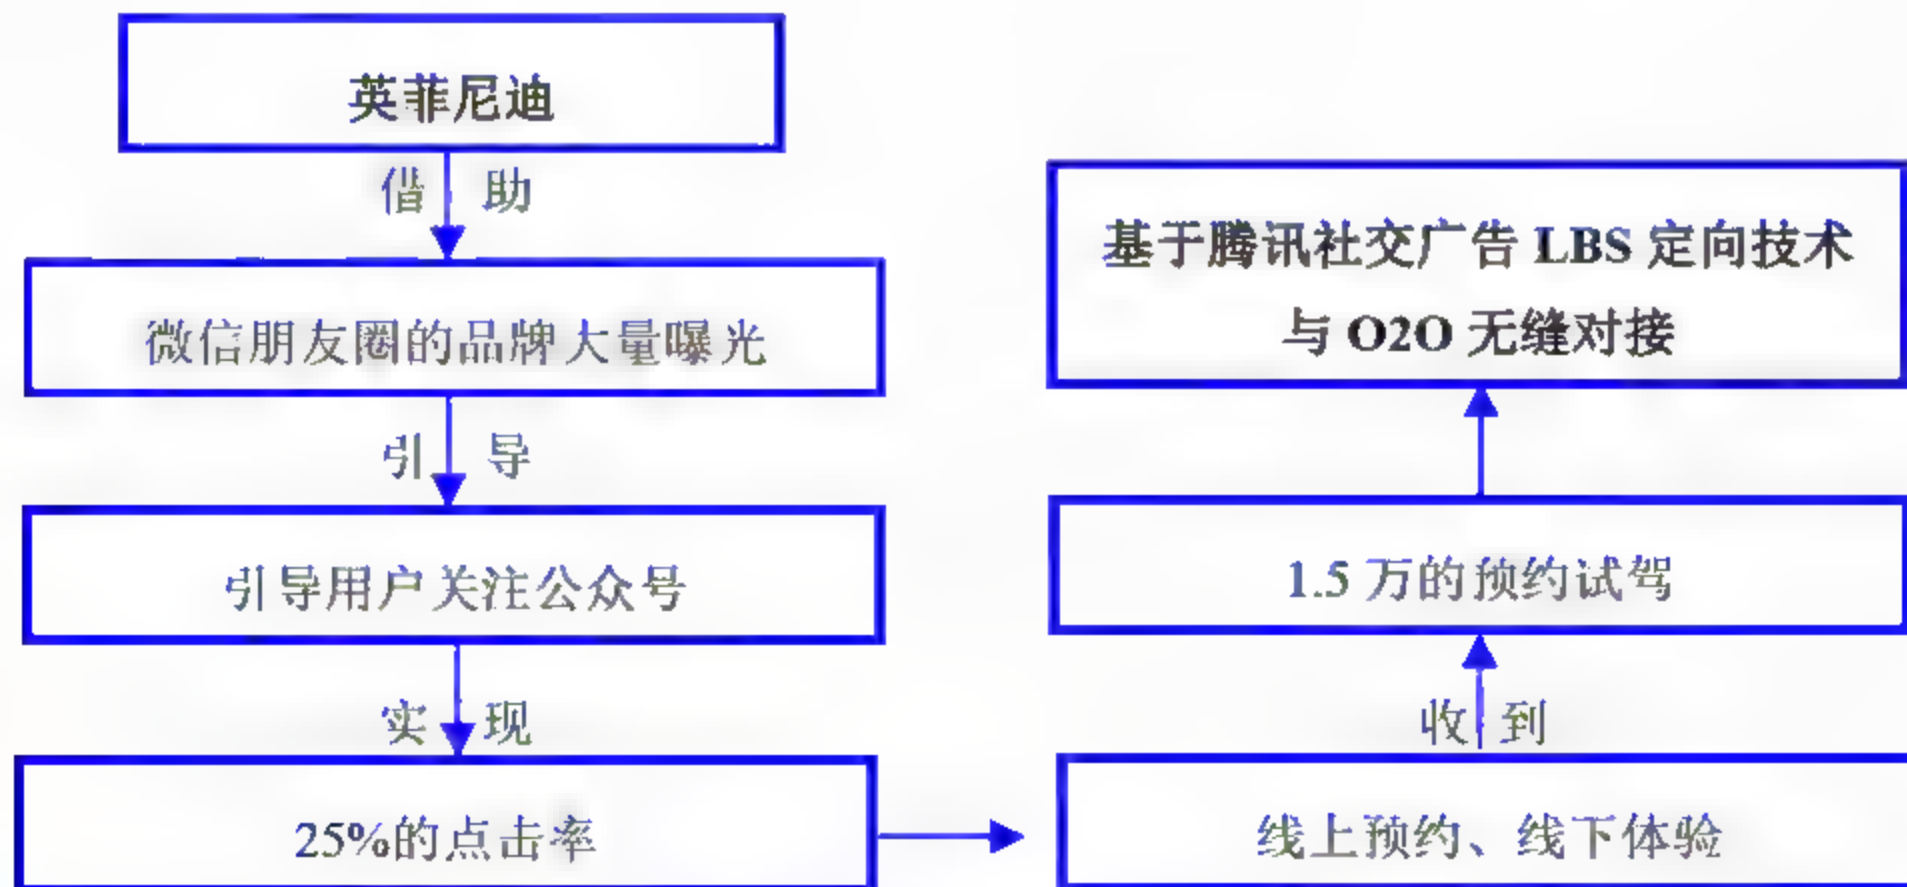 英菲尼迪
借 助
微信朋友圈的品牌大量曝光
引 导
引导用户关注公众号
实 现
25%的点击率
线上预约、线下体验
收 到
1.5 万的预约试驾
基于腾讯社交广告 LBS 定向技术
与 O2O 无缝对接